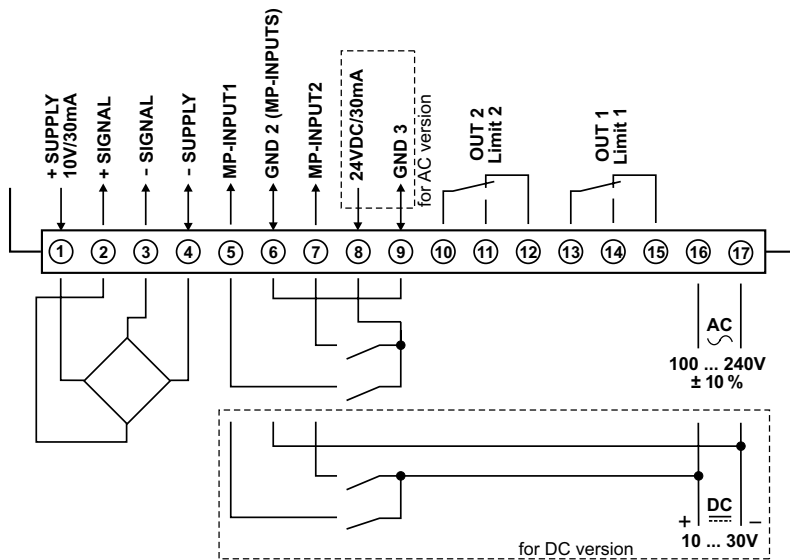 + SUPPLY
10V/30mA
+ SIGNAL
- SIGNAL
- SUPPLY
MP-INPUT1
GND 2 (MP-INPUTS)
MP-INPUT2
24VDC/30mA
GND 3
for AC version
OUT 2
Limit 2
OUT 1
Limit 1
1 2 3 4 5 6 7 8 9 10 11 12 13 14 15 16 17
AC
100 ... 240V
± 10 %
+ DC –
10 ... 30V
for DC version